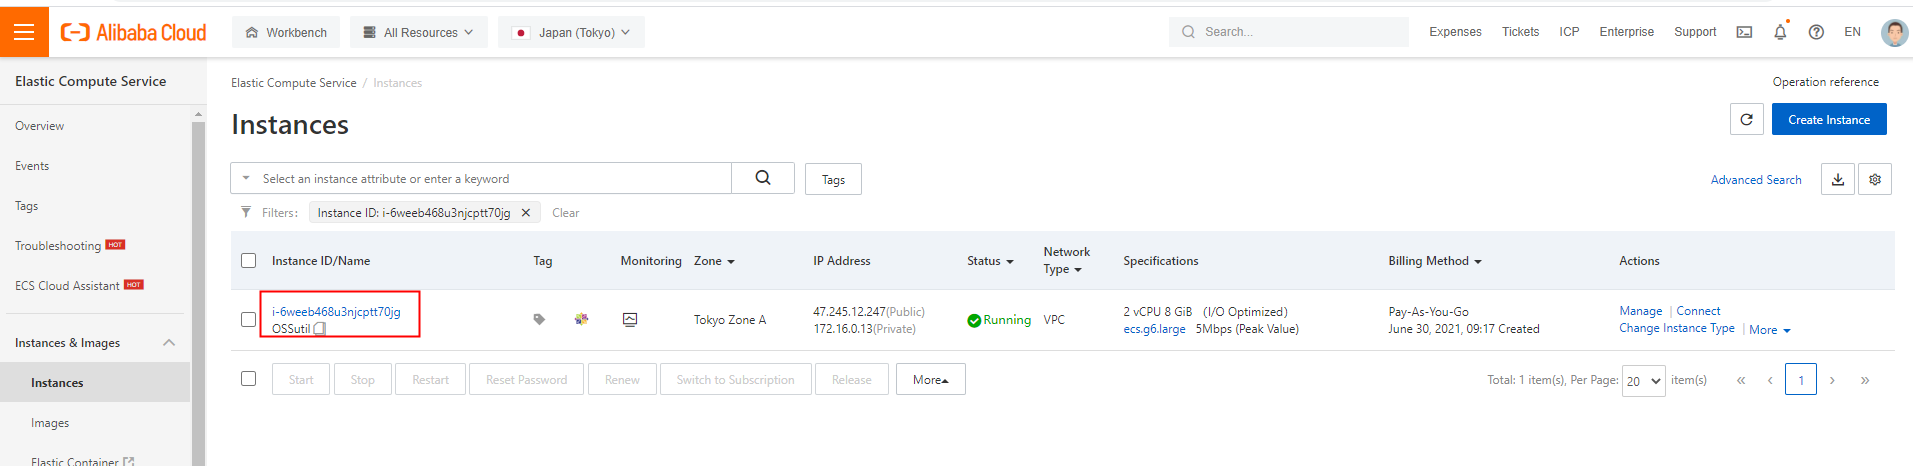 Alibaba Cloud
Workbench
All Resources
Japan (Tokyo)
Search...
Expenses
Tickets
ICP
Enterprise
Support
EN
Elastic Compute Service
Overview
Events
Tags
Troubleshooting HOT
ECS Cloud Assistant HOT
Instances & Images
Instances
Images
Elastic Container
Elastic Compute Service / Instances
Operation reference
Instances
Create Instance
Select an instance attribute or enter a keyword
Tags
Advanced Search
Filters: Instance ID: i-6weeb468u3njcptt70jg Clear
Instance ID/Name
Tag
Monitoring
Zone
IP Address
Status
Network
Type
Specifications
Billing Method
Actions
i-6weeb468u3njcptt70jg
OSSutil
Tokyo Zone A
47.245.12.247(Public)
172.16.0.13(Private)
Running
VPC
2 vCPU 8 GiB (I/O Optimized)
ecs.g6.large 5Mbps (Peak Value)
Pay-As-You-Go
June 30, 2021, 09:17 Created
Manage | Connect
Change Instance Type | More
Start
Stop
Restart
Reset Password
Renew
Switch to Subscription
Release
More
Total: 1 item(s), Per Page: 20 item(s)
« ‹ 1 › »